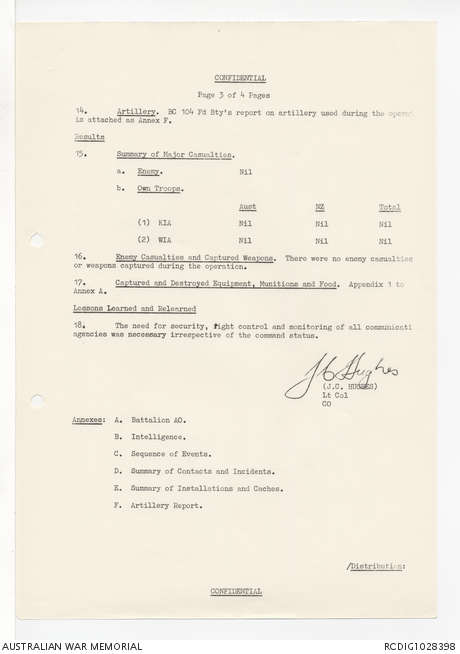 CONFIDENTIAL
Page 3 of 4 Pages
14. Artillery. BC 104 Fd Bty's report on artillery used during the operati
is attached as Annex F.
Results
15. Summary of Major Casualties.
a. Enemy. Nil
b. Own Troops.
Aust NZ Total
(1) KIA Nil Nil Nil
(2) WIA Nil Nil Nil
16. Enemy Casualties and Captured Weapons. There were no enemy casualties
or weapons captured during the operation.
17. Captured and Destroyed Equipment, Munitions and Food. Appendix 1 to
Annex A.
Lessons Learned and Relearned
18. The need for security, tight control and monitoring of all communicati
agencies was necessary irrespective of the command status.
J C Hughes
(J.C. HUGHES)
Lt Col
CO
Annexes: A. Battalion AO.
B. Intelligence.
C. Sequence of Events.
D. Summary of Contacts and Incidents.
E. Summary of Installations and Caches.
F. Artillery Report.
/Distribution:
CONFIDENTIAL
AUSTRALIAN WAR MEMORIAL RCDIG1028398